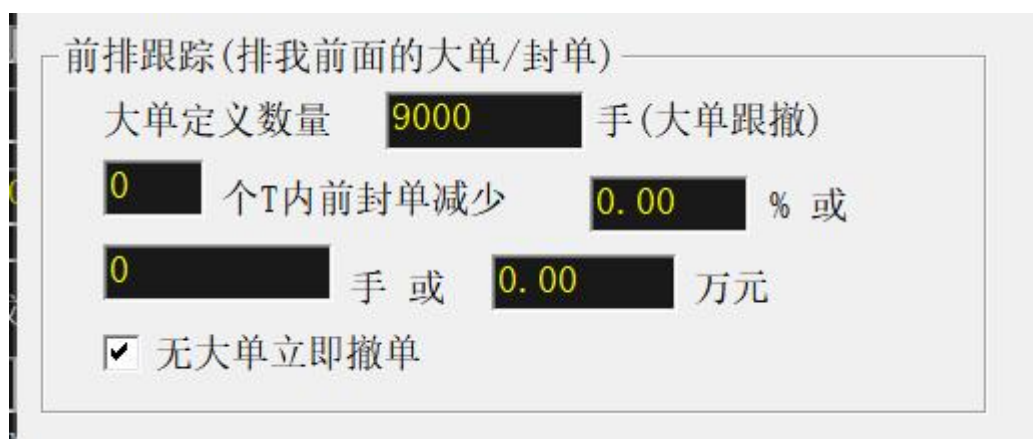 前排跟踪(排我前面的大单/封单)
大单定义数量 9000 手(大单跟撤)
0 个T内前封单减少 0.00 % 或
0 手 或 0.00 万元
无大单立即撤单